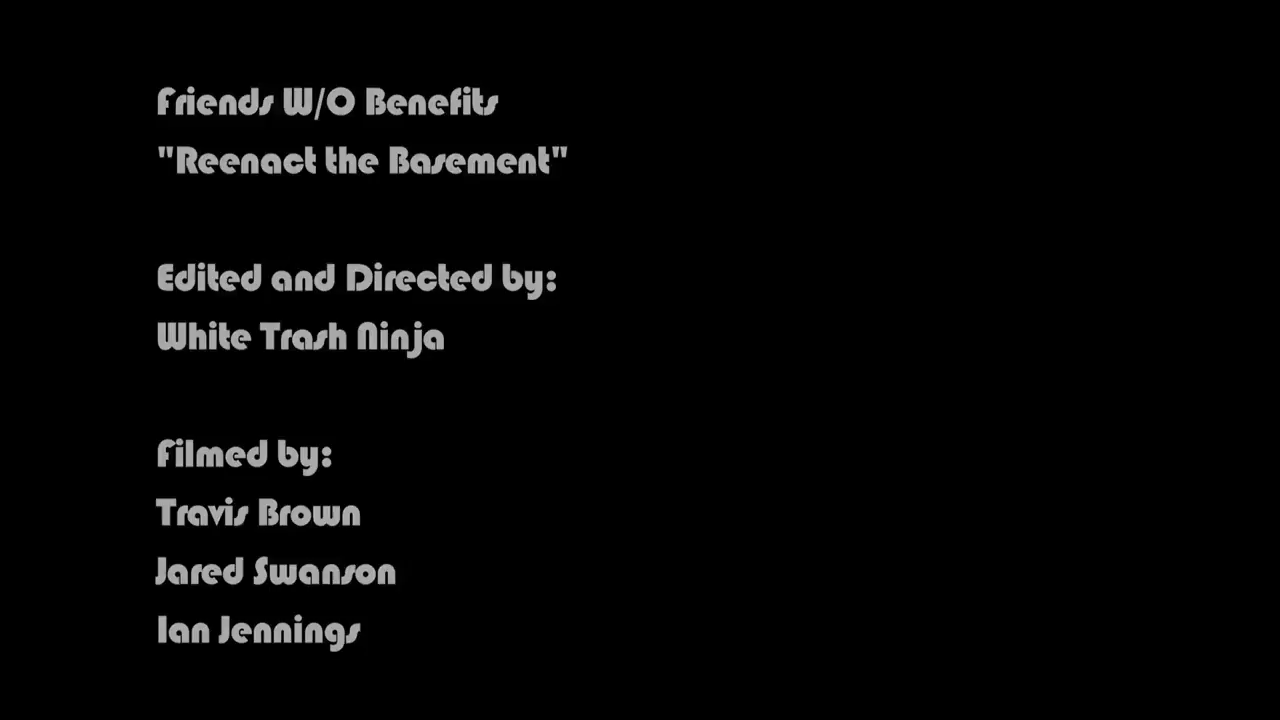 Friends W/O Benefits
"Reenact the Basement"
Edited and Directed by:
White Trash Ninja
Filmed by:
Travis Brown
Jared Swanson
Ian Jennings